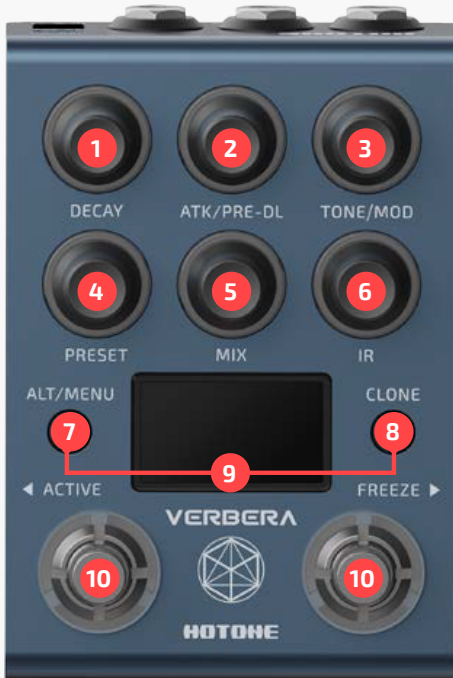 1 2 3
DECAY ATK/PRE-DL TONE/MOD
4 5 6
PRESET MIX IR
ALT/MENU CLONE
7 8
9
◀ ACTIVE FREEZE ▶
VERBERA
10 10
HOTONE